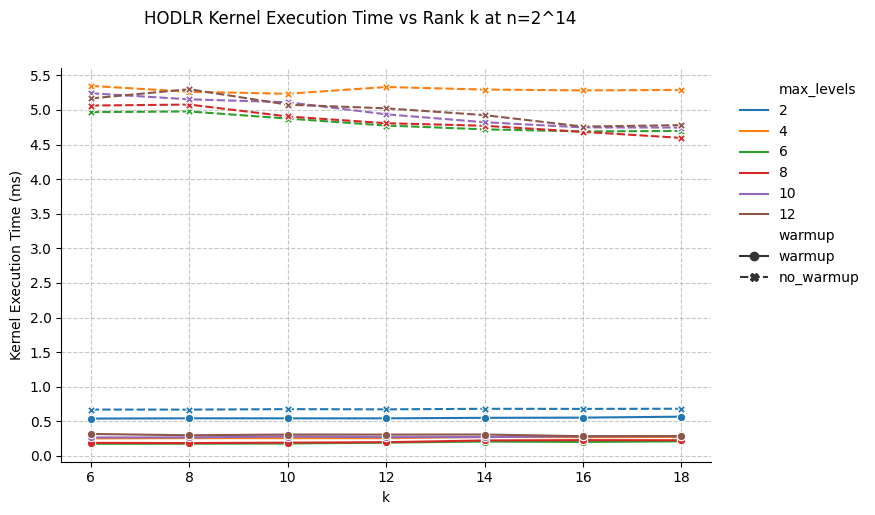 HODLR Kernel Execution Time vs Rank k at n=2^14
Kernel Execution Time (ms)
5.5
5.0
4.5
4.0
3.5
3.0
2.5
2.0
1.5
1.0
0.5
0.0
6 8 10 12 14 16 18
k
max_levels
2
4
6
8
10
12
warmup
warmup
no_warmup